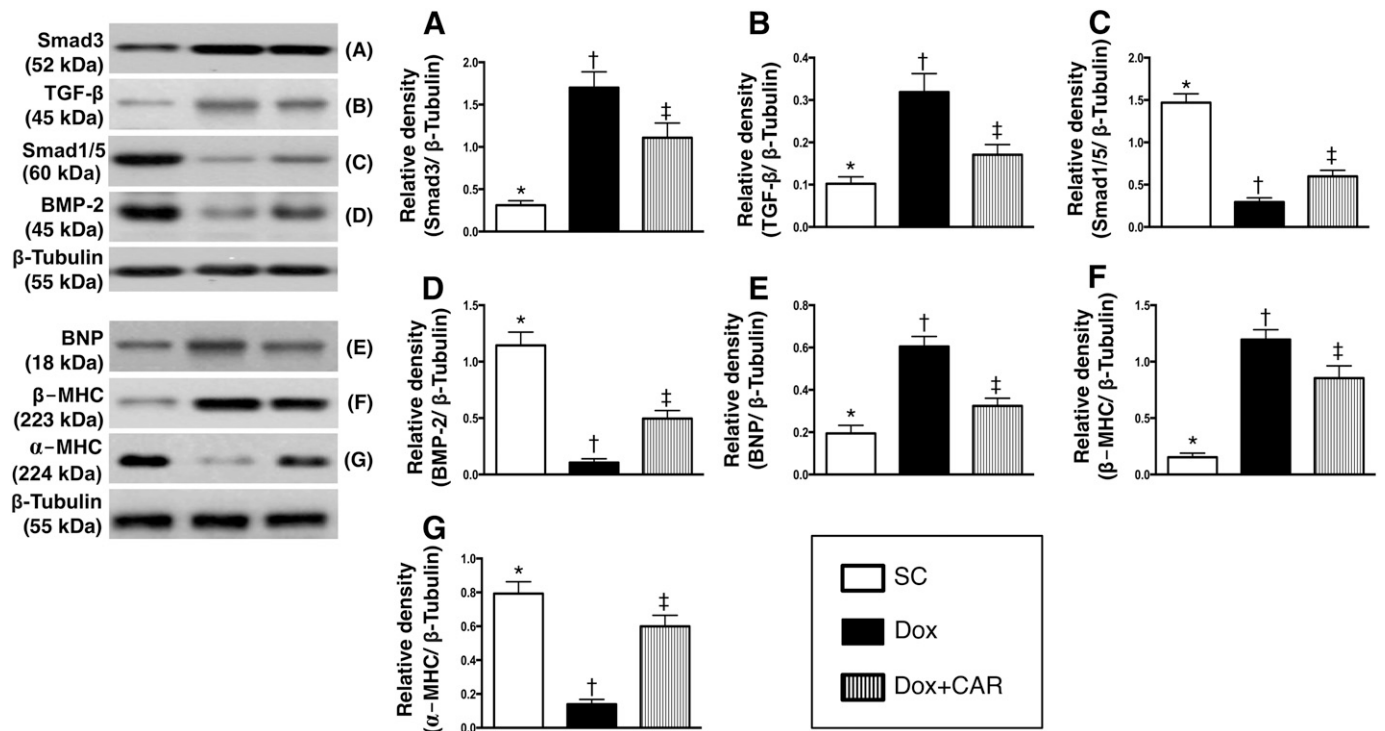 Smad3
(52 kDa)
(A)
TGF-β
(45 kDa)
(B)
Smad1/5
(60 kDa)
(C)
BMP-2
(45 kDa)
(D)
β-Tubulin
(55 kDa)
BNP
(18 kDa)
(E)
β-MHC
(223 kDa)
(F)
α-MHC
(224 kDa)
(G)
β-Tubulin
(55 kDa)
A
Relative density
(Smad3/ β-Tubulin)
2.0
1.5
1.0
0.5
0.0
*
†
‡
B
Relative density
(TGF-β/ β-Tubulin)
0.4
0.3
0.2
0.1
0.0
*
†
‡
C
Relative density
(Smad1/5/ β-Tubulin)
2.0
1.5
1.0
0.5
0.0
*
†
‡
D
Relative density
(BMP-2/ β-Tubulin)
1.5
1.0
0.5
0.0
*
†
‡
E
Relative density
(BNP/ β-Tubulin)
0.8
0.6
0.4
0.2
0.0
*
†
‡
F
Relative density
(β-MHC/ β-Tubulin)
1.5
1.0
0.5
0.0
*
†
‡
G
Relative density
(α-MHC/ β-Tubulin)
1.0
0.8
0.6
0.4
0.2
0.0
*
†
‡
SC
Dox
Dox+CAR